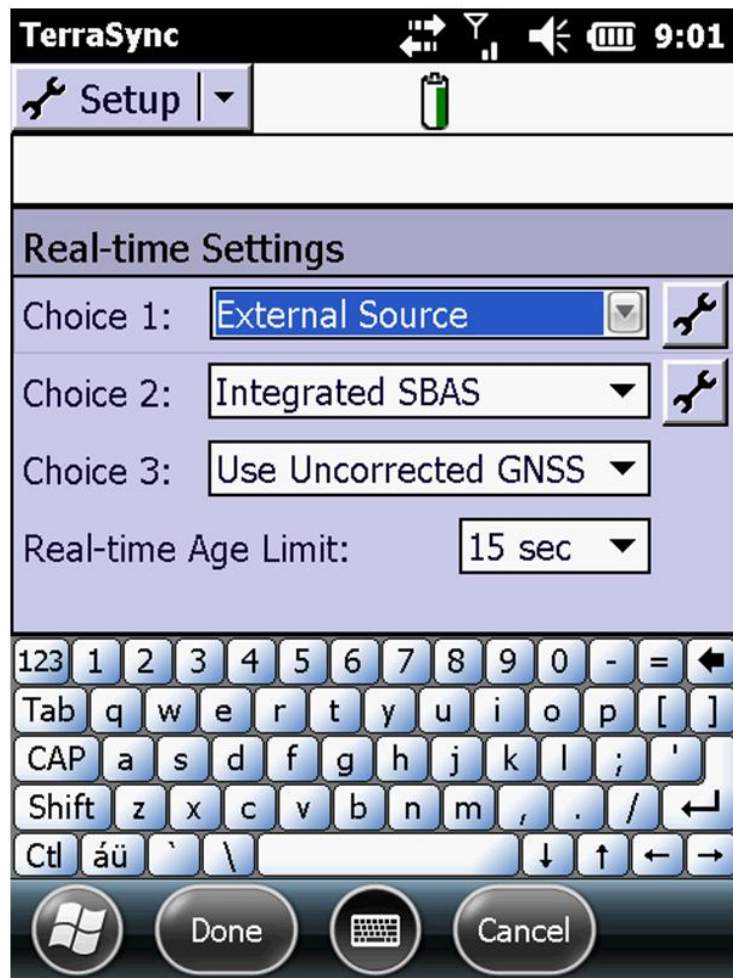 TerraSync 9:01
Setup
Real-time Settings
Choice 1: External Source
Choice 2: Integrated SBAS
Choice 3: Use Uncorrected GNSS
Real-time Age Limit: 15 sec
123 1 2 3 4 5 6 7 8 9 0 - =
Tab q w e r t y u i o p [ ]
CAP a s d f g h j k l ; '
Shift z x c v b n m , . /
Ctl áü ` \
Done Cancel